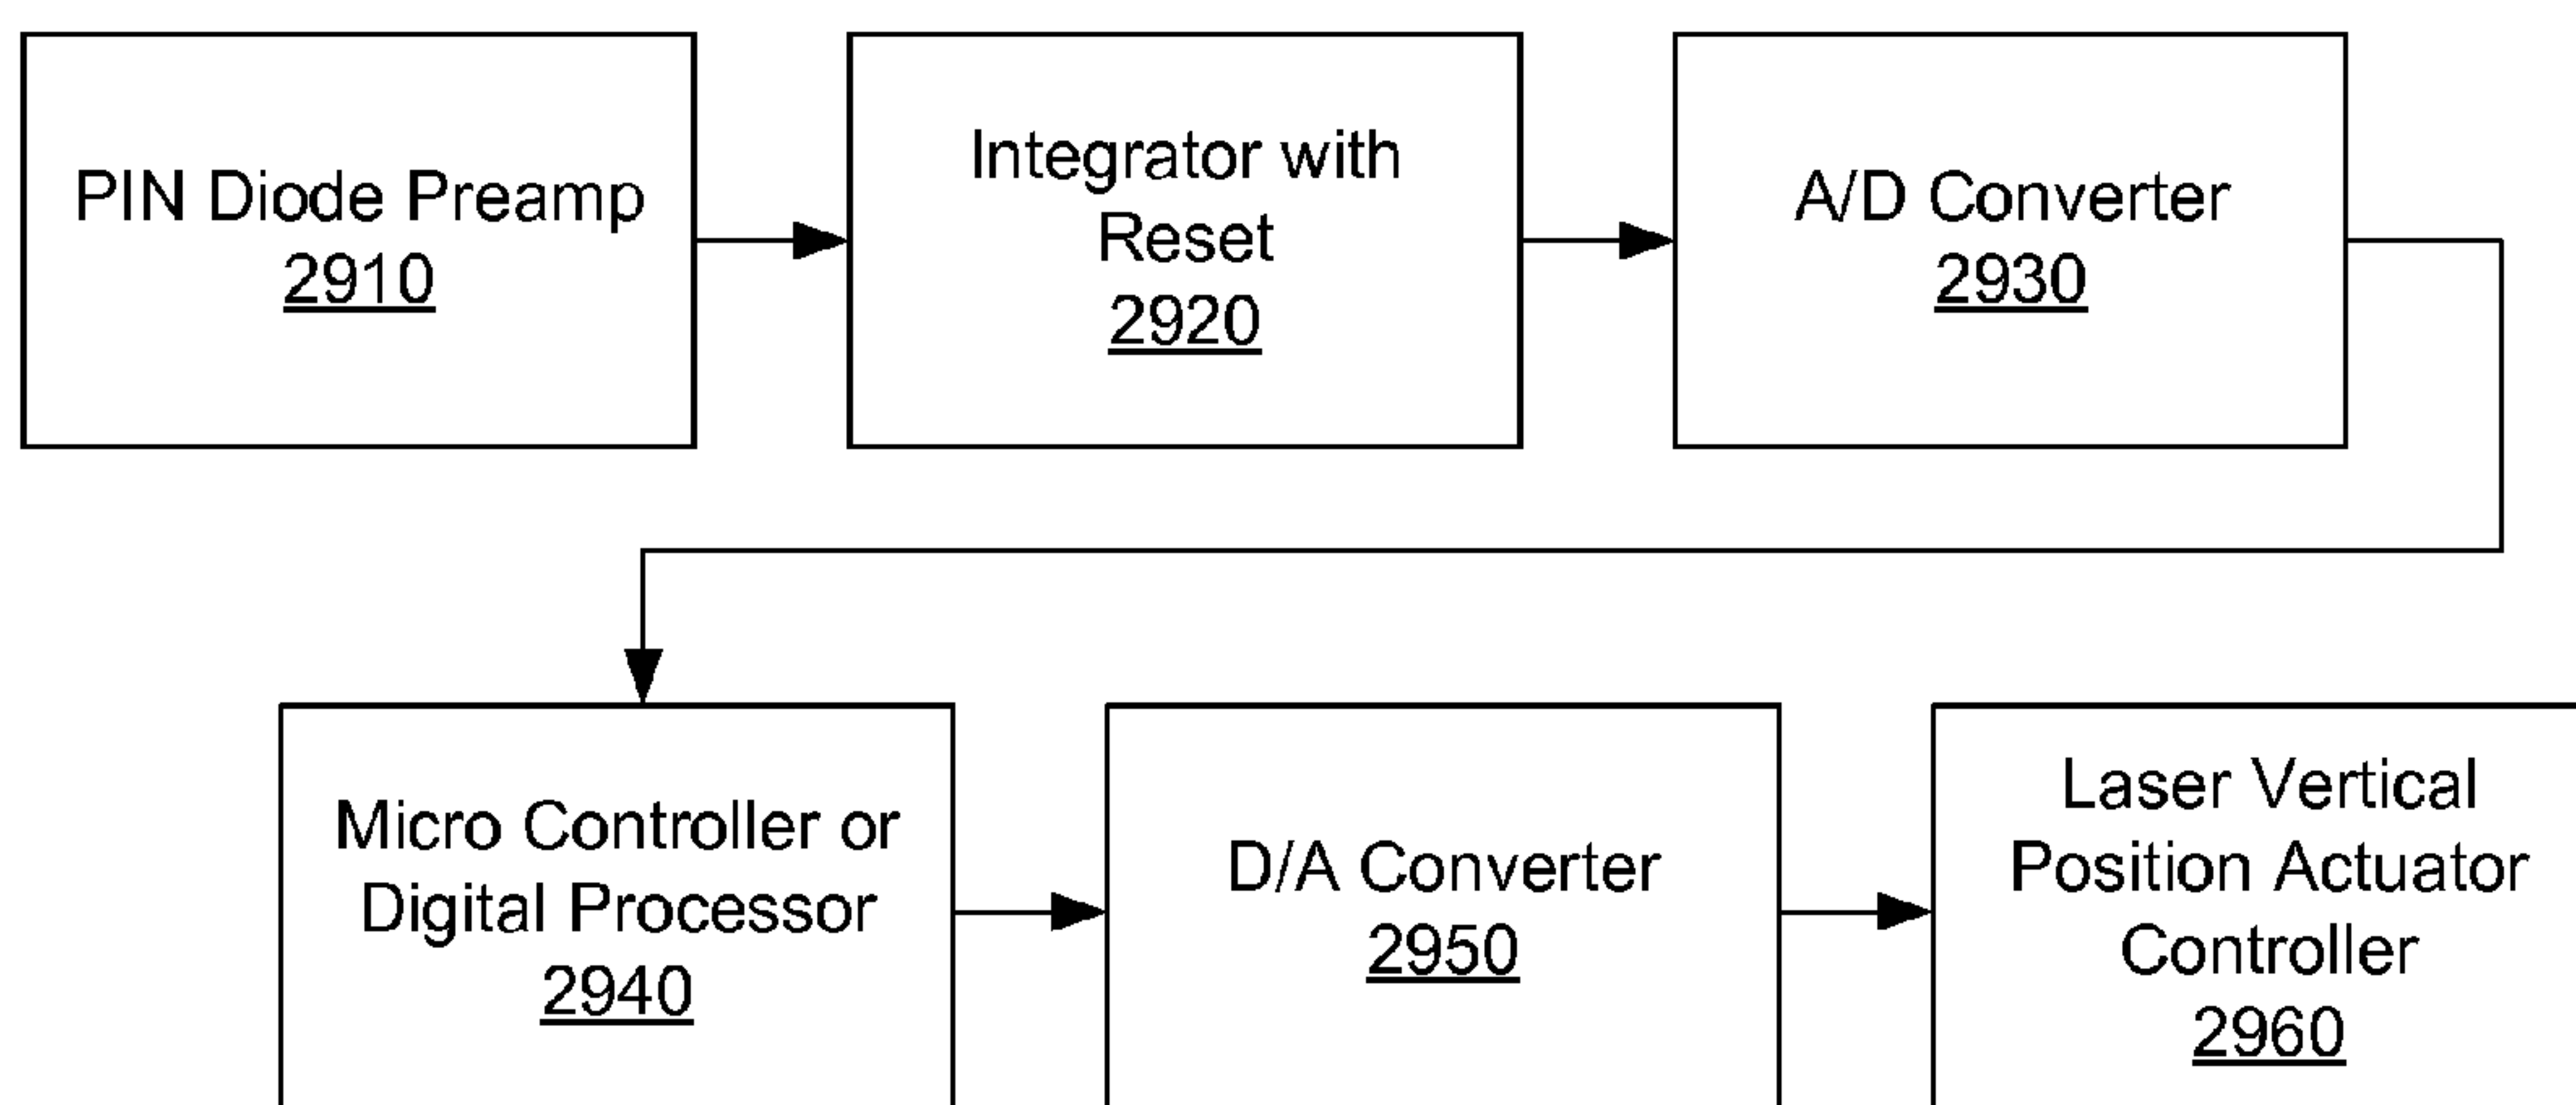 PIN Diode Preamp
2910
Integrator with
Reset
2920
A/D Converter
2930
Micro Controller or
Digital Processor
2940
D/A Converter
2950
Laser Vertical
Position Actuator
Controller
2960